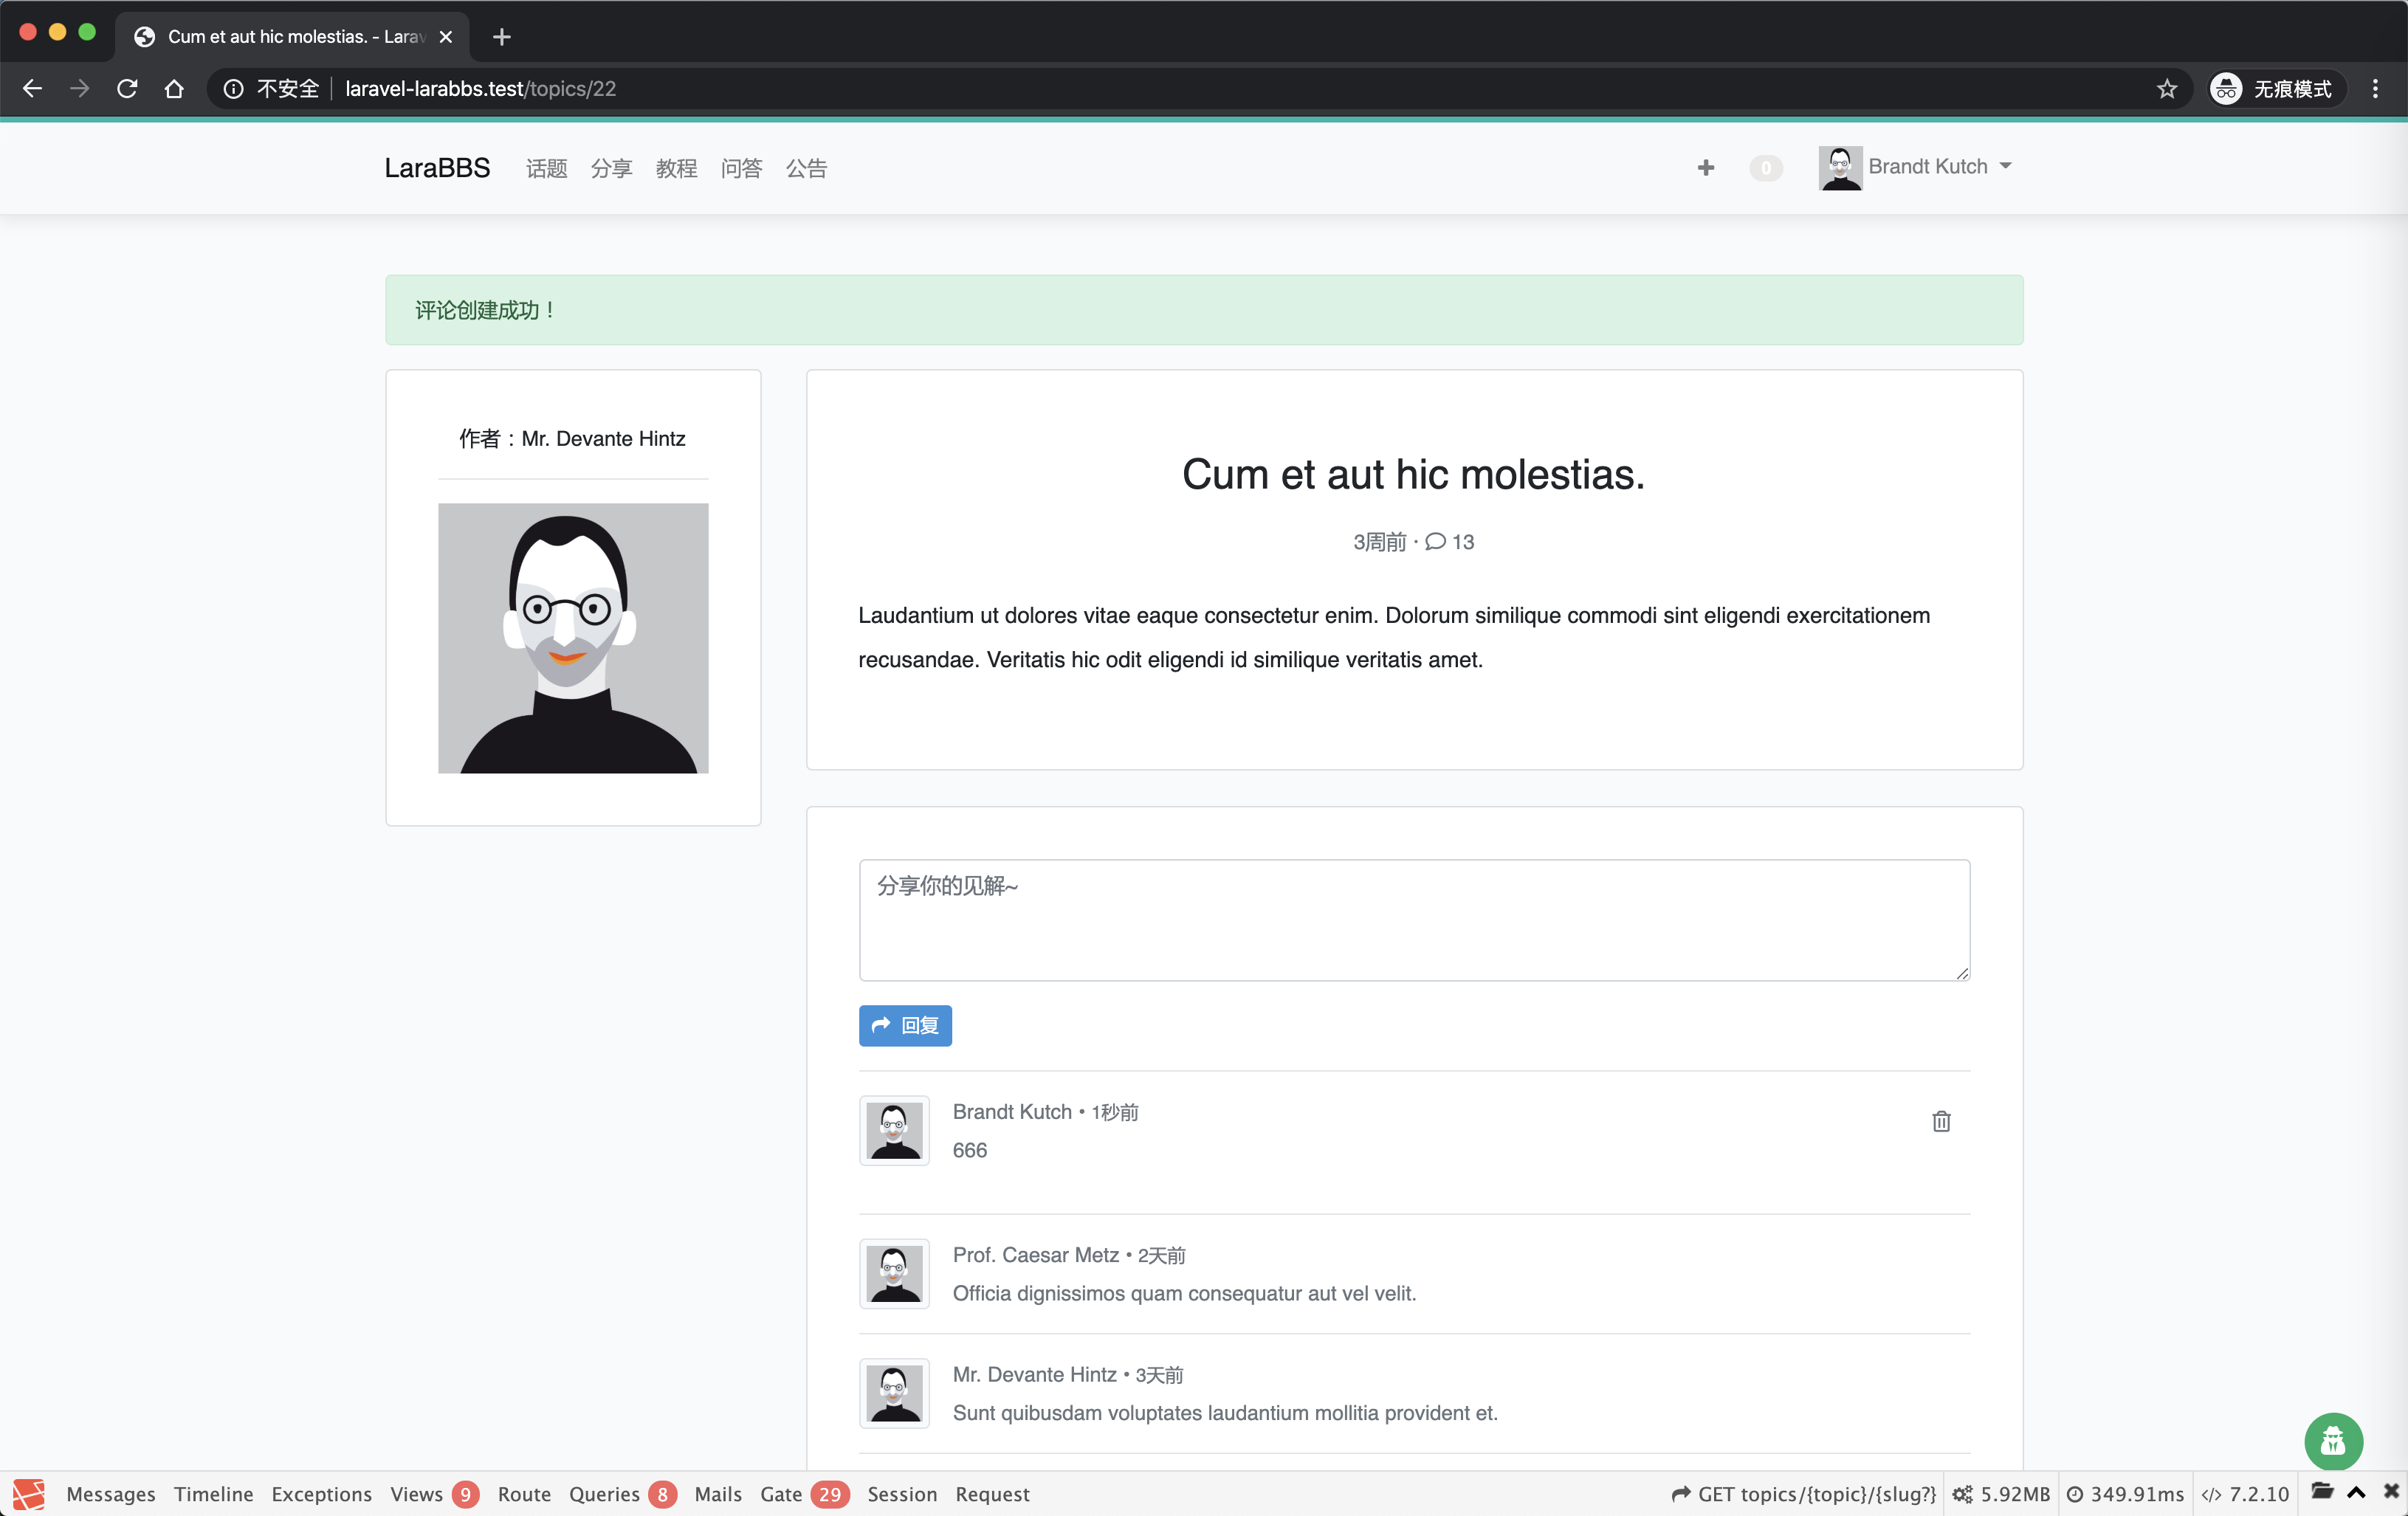 Cum et aut hic molestias. - Larav
不安全 laravel-larabbs.test/topics/22 无痕模式
LaraBBS 话题 分享 教程 问答 公告 0 Brandt Kutch
评论创建成功！
作者：Mr. Devante Hintz
Cum et aut hic molestias.
3周前 · 13
Laudantium ut dolores vitae eaque consectetur enim. Dolorum similique commodi sint eligendi exercitationem
recusandae. Veritatis hic odit eligendi id similique veritatis amet.
分享你的见解~
回复
Brandt Kutch • 1秒前
666
Prof. Caesar Metz • 2天前
Officia dignissimos quam consequatur aut vel velit.
Mr. Devante Hintz • 3天前
Sunt quibusdam voluptates laudantium mollitia provident et.
Messages Timeline Exceptions Views 9 Route Queries 8 Mails Gate 29 Session Request GET topics/{topic}/{slug?} 5.92MB 349.91ms 7.2.10